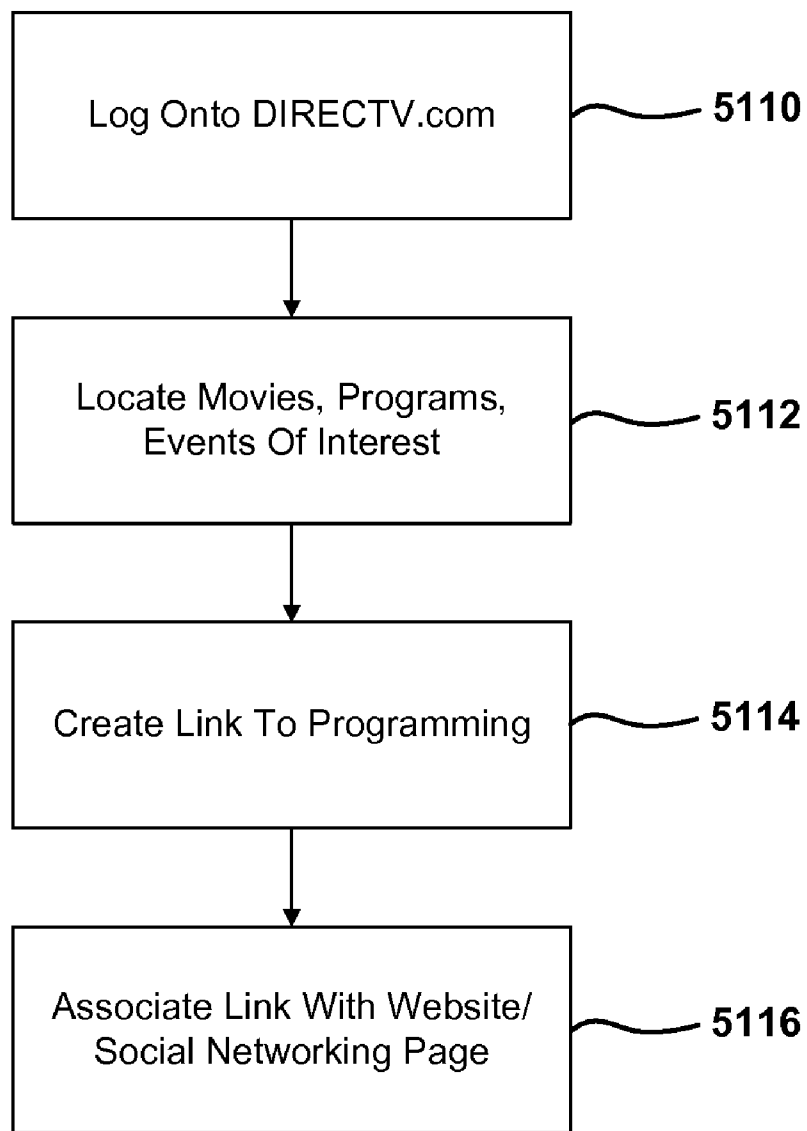 Log Onto DIRECTV.com
5110
Locate Movies, Programs,
Events Of Interest
5112
Create Link To Programming
5114
Associate Link With Website/
Social Networking Page
5116